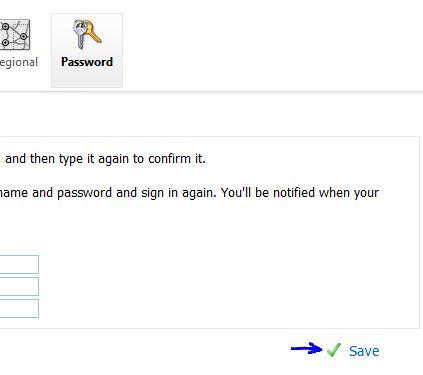 egional
Password
and then type it again to confirm it.
name and password and sign in again. You'll be notified when your
Save